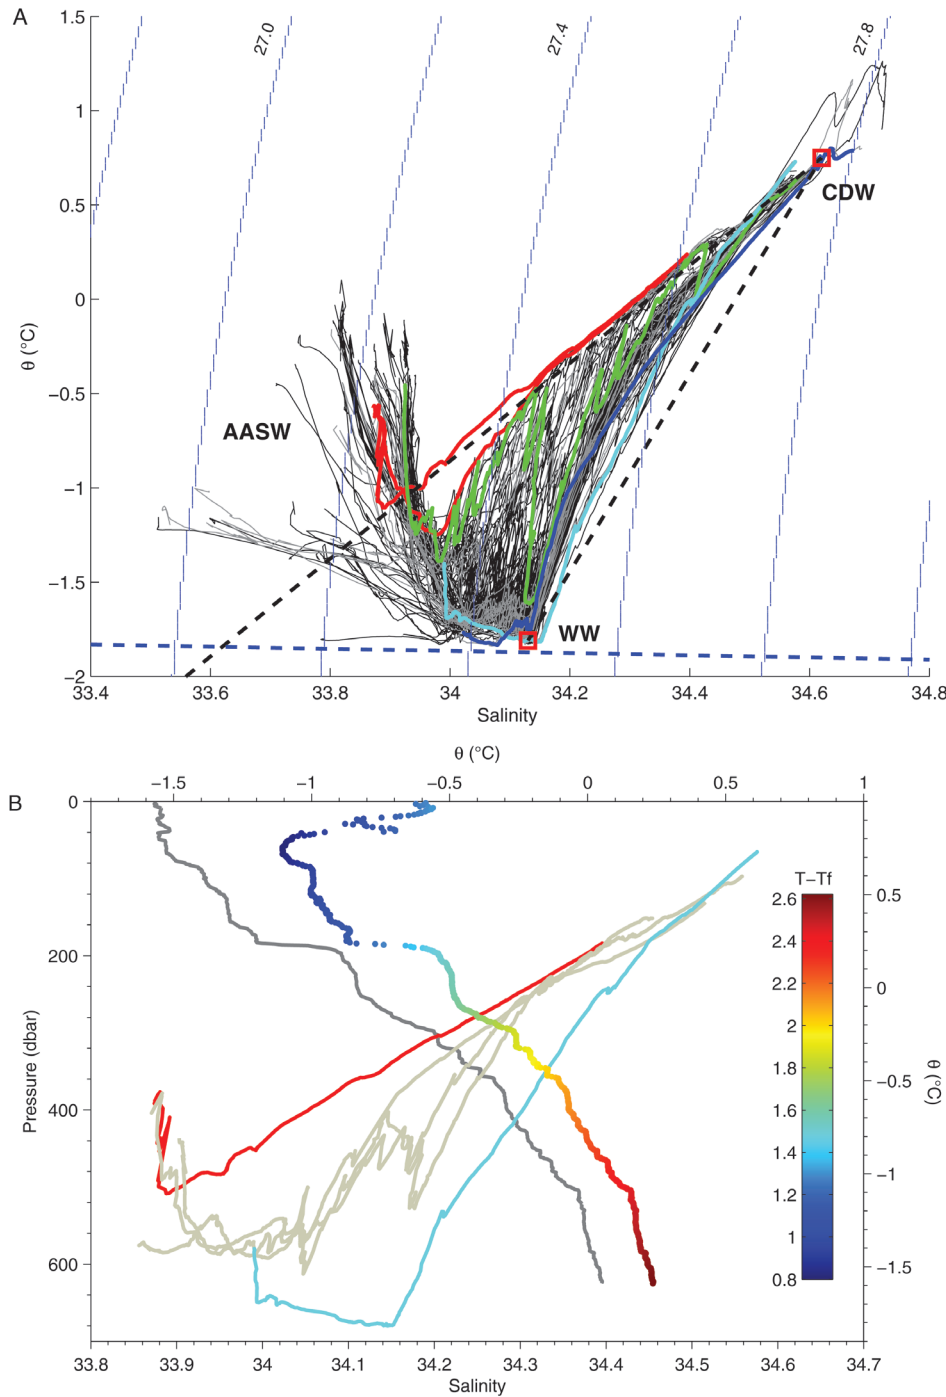 A
1.5
1
0.5
0
−0.5
−1
−1.5
−2
θ (°C)
27.0
27.4
27.8
CDW
AASW
WW
33.4 33.6 33.8 34 34.2 34.4 34.6 34.8
Salinity
θ (°C)
−1.5 −1 −0.5 0 0.5 1
B
0
200
400
600
Pressure (dbar)
T−Tf
2.6
2.4
2.2
2
1.8
1.6
1.4
1.2
1
0.8
0.5
0
−0.5
−1
−1.5
θ (°C)
33.8 33.9 34 34.1 34.2 34.3 34.4 34.5 34.6 34.7
Salinity